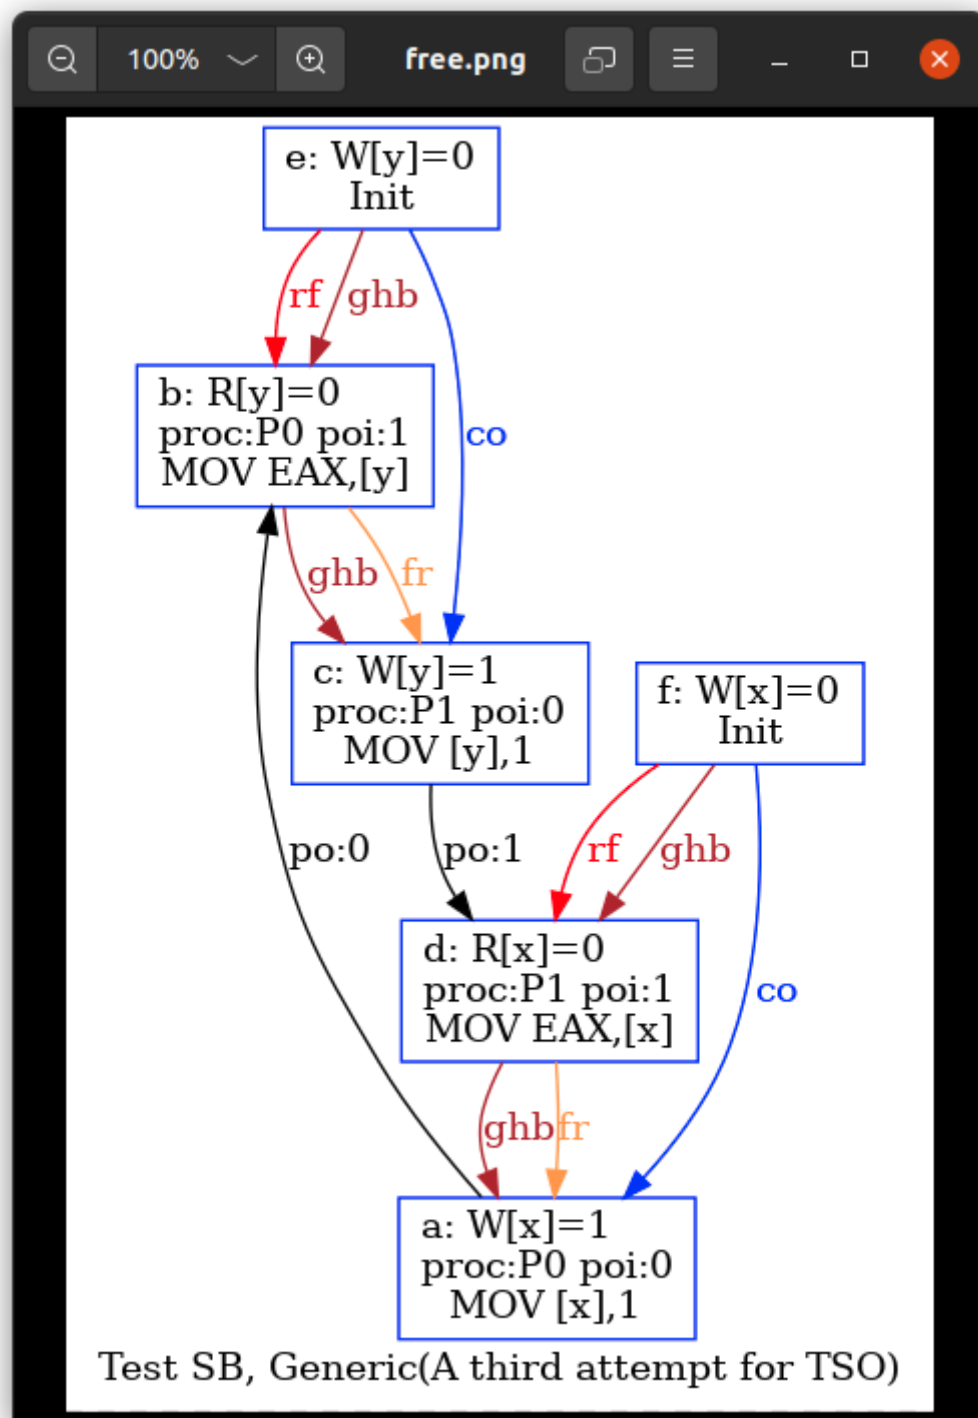 100%
free.png
e: W[y]=0
Init
rf
ghb
b: R[y]=0
proc:P0 poi:1
MOV EAX,[y]
co
ghb
fr
c: W[y]=1
proc:P1 poi:0
MOV [y],1
f: W[x]=0
Init
po:0
po:1
rf
ghb
d: R[x]=0
proc:P1 poi:1
MOV EAX,[x]
co
ghb
fr
a: W[x]=1
proc:P0 poi:0
MOV [x],1
Test SB, Generic(A third attempt for TSO)